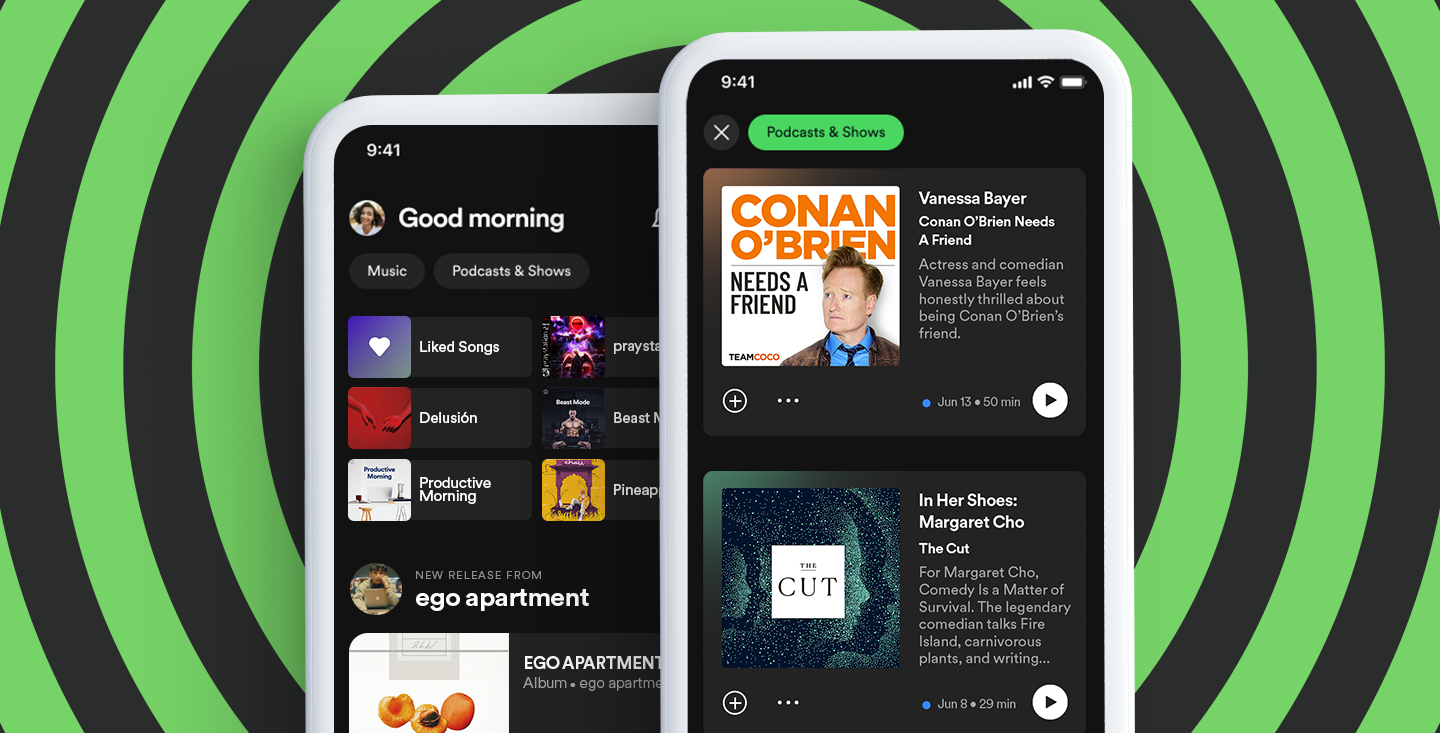 9:41
Good morning
Music
Podcasts & Shows
Liked Songs
praysta
Delusión
Beast Mode
Beast M
Productive
Morning
Productive
Morning
Pineapp
NEW RELEASE FROM
ego apartment
EGO APARTMENT
Album • ego apartme
9:41
Podcasts & Shows
CONAN
O'BRIEN
NEEDS A
FRIEND
TEAMCOCO
Vanessa Bayer
Conan O'Brien Needs
A Friend
Actress and comedian
Vanessa Bayer feels
honestly thrilled about
being Conan O'Brien's
friend.
Jun 13 • 50 min
THE
CUT
In Her Shoes:
Margaret Cho
The Cut
For Margaret Cho,
Comedy Is a Matter of
Survival. The legendary
comedian talks Fire
Island, carnivorous
plants, and writing...
Jun 8 • 29 min